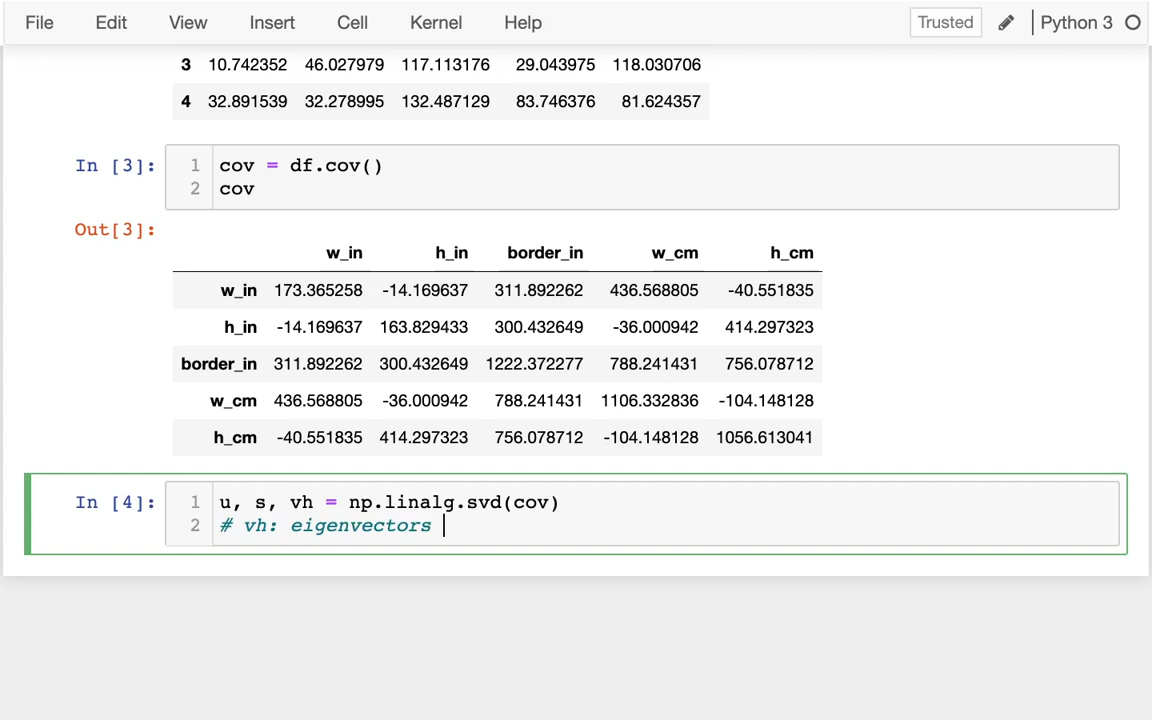 File Edit View Insert Cell Kernel Help Trusted Python 3
3 10.742352 46.027979 117.113176 29.043975 118.030706
4 32.891539 32.278995 132.487129 83.746376 81.624357
In [3]: 1 cov = df.cov()
2 cov
Out[3]:
w_in h_in border_in w_cm h_cm
w_in 173.365258 -14.169637 311.892262 436.568805 -40.551835
h_in -14.169637 163.829433 300.432649 -36.000942 414.297323
border_in 311.892262 300.432649 1222.372277 788.241431 756.078712
w_cm 436.568805 -36.000942 788.241431 1106.332836 -104.148128
h_cm -40.551835 414.297323 756.078712 -104.148128 1056.613041
In [4]: 1 u, s, vh = np.linalg.svd(cov)
2 # vh: eigenvectors